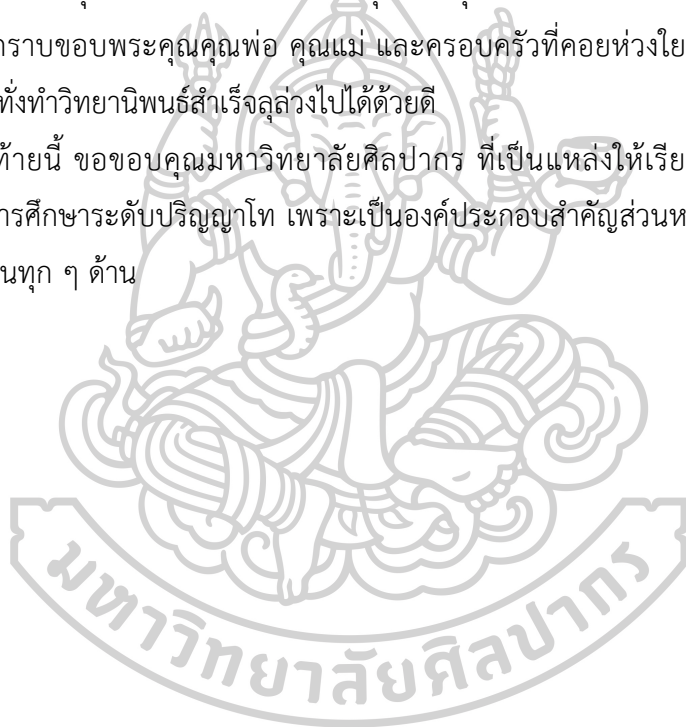 ราบขอบพระคุณคุณพ่อ คุณแม่ และครอบครัวที่คอยห่วงใย
ทั่งทำวิทยานิพนธ์สำเร็จลุล่วงไปได้ด้วยดี
ท้ายนี้ ขอขอบคุณมหาวิทยาลัยศิลปากร ที่เป็นแหล่งให้เรีย
ารศึกษาระดับปริญญาโท เพราะเป็นองค์ประกอบสำคัญส่วนห
นทุก ๆ ด้าน
มหาวิทยาลัยศิลปากร